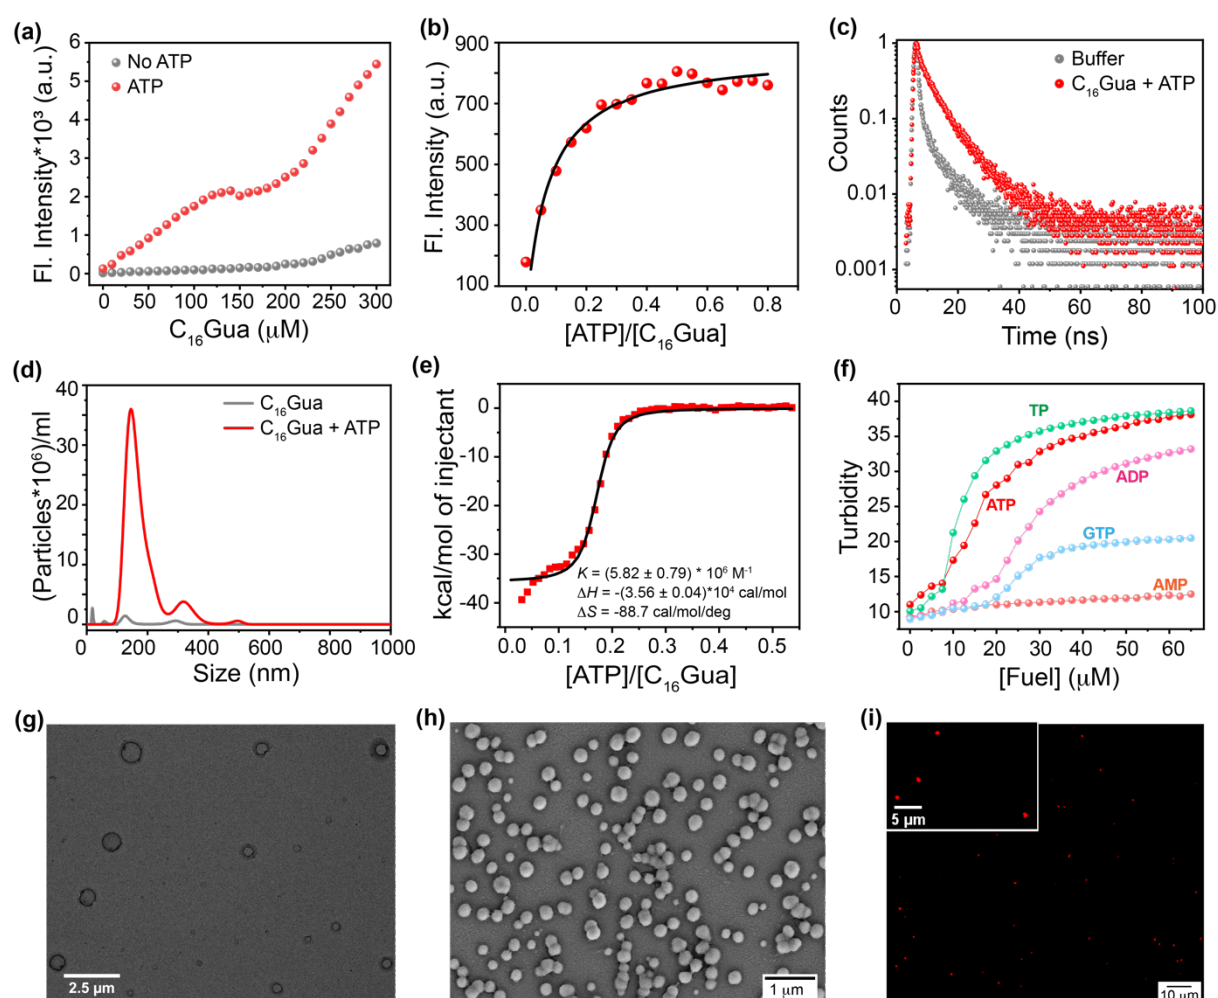 (a)
Fl. Intensity*10³ (a.u.)
6
5
4
3
2
1
0
No ATP
ATP
0 50 100 150 200 250 300
C₁₆Gua (μM)
(b)
Fl. Intensity (a.u.)
900
700
500
300
100
0.0 0.2 0.4 0.6 0.8
[ATP]/[C₁₆Gua]
(c)
Counts
1
0.1
0.01
0.001
Buffer
C₁₆Gua + ATP
0 20 40 60 80 100
Time (ns)
(d)
(Particles*10⁶)/ml
40
30
20
10
0
C₁₆Gua
C₁₆Gua + ATP
0 200 400 600 800 1000
Size (nm)
(e)
kcal/mol of injectant
0
-10
-20
-30
-40
K = (5.82 ± 0.79) * 10⁶ M⁻¹
ΔH = -(3.56 ± 0.04)*10⁴ cal/mol
ΔS = -88.7 cal/mol/deg
0.0 0.1 0.2 0.3 0.4 0.5
[ATP]/[C₁₆Gua]
(f)
Turbidity
40
35
30
25
20
15
10
TP
ATP
ADP
GTP
AMP
0 10 20 30 40 50 60
[Fuel] (μM)
(g)
2.5 μm
(h)
1 μm
(i)
5 μm
10 μm